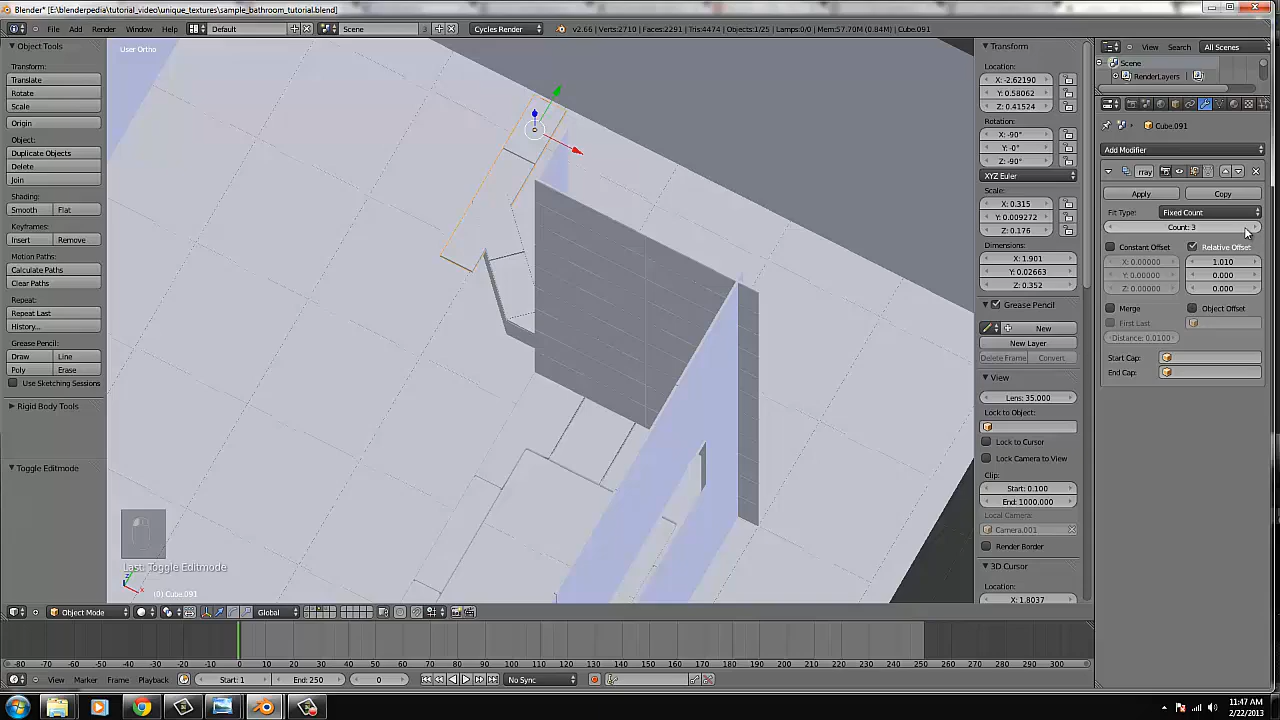 Blender* [E:\blenderpedia\tutorial_video\unique_textures\sample_bathroom_tutorial.blend]
File Add Render Window Help Default Scene 3 Cycles Render v2.66 | Verts:2710 | Faces:2291 | Tris:4474 | Objects:1/25 | Lamps:0/0 | Mem:57.70M (0.84M) | Cube.091 View Search All Scenes
Object Tools
Transform:
Translate
Rotate
Scale
Origin
Object:
Duplicate Objects
Delete
Join
Shading:
Smooth Flat
Keyframes:
Insert Remove
Motion Paths:
Calculate Paths
Clear Paths
Repeat:
Repeat Last
History...
Grease Pencil:
Draw Line
Poly Erase
Use Sketching Sessions
Rigid Body Tools
Toggle Editmode
User Ortho
Last: Toggle Editmode
(0) Cube.091
Transform
Location:
X: -2.62190
Y: 0.58062
Z: 0.41524
Rotation:
X: -90°
Y: -0°
Z: -90°
XYZ Euler
Scale:
X: 0.315
Y: 0.009272
Z: 0.176
Dimensions:
X: 1.901
Y: 0.02663
Z: 0.352
Grease Pencil
New
New Layer
Delete Frame Convert
View
Lens: 35.000
Lock to Object:
Lock to Cursor
Lock Camera to View
Clip:
Start: 0.100
End: 1000.000
Local Camera:
Camera.001
Render Border
3D Cursor
Location:
X: 1.8037
Scene
RenderLayers
Cube.091
Add Modifier
rray
Apply Copy
Fit Type: Fixed Count
Count: 3
Constant Offset Relative Offset
X: 0.00000 1.010
Y: 0.00000 0.000
Z: 0.00000 0.000
Merge Object Offset
First Last
Distance: 0.0100
Start Cap:
End Cap:
View Select Object Object Mode Global
-80 -70 -60 -50 -40 -30 -20 -10 0 10 20 30 40 50 60 70 80 90 100 110 120 130 140 150 160 170 180 190 200 210 220 230 240 250 260 270 280 290 300
View Marker Frame Playback Start: 1 End: 250 0 No Sync
11:47 AM
2/22/2013